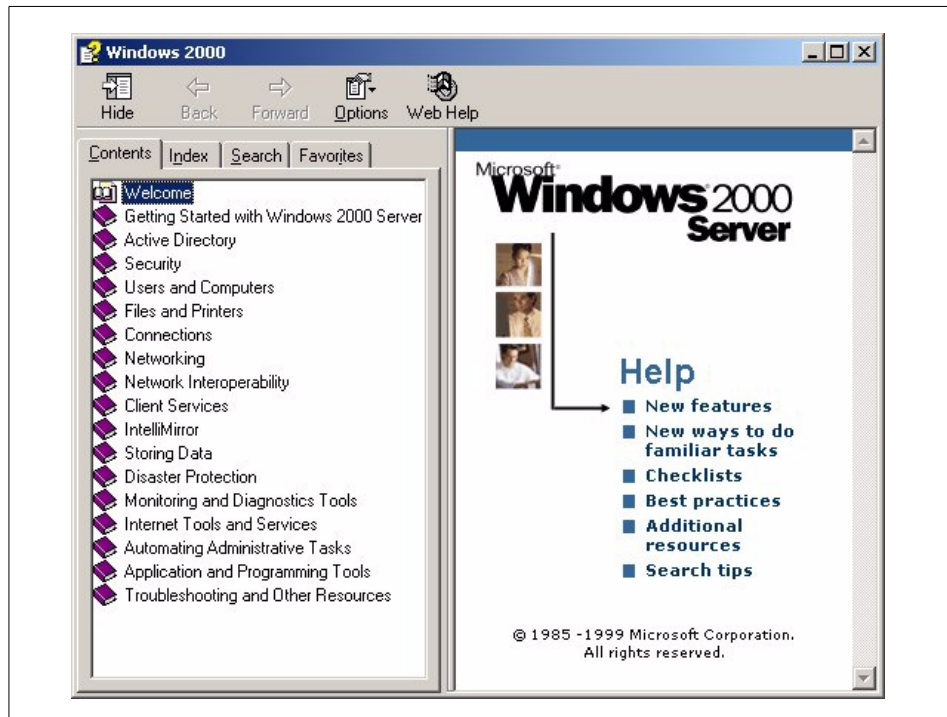 Windows 2000
Hide Back Forward Options Web Help
Contents Index Search Favorites
Welcome
Getting Started with Windows 2000 Server
Active Directory
Security
Users and Computers
Files and Printers
Connections
Networking
Network Interoperability
Client Services
IntelliMirror
Storing Data
Disaster Protection
Monitoring and Diagnostics Tools
Internet Tools and Services
Automating Administrative Tasks
Application and Programming Tools
Troubleshooting and Other Resources
Microsoft®
Windows® 2000
Server
Help
New features
New ways to do
familiar tasks
Checklists
Best practices
Additional
resources
Search tips
© 1985 -1999 Microsoft Corporation.
All rights reserved.